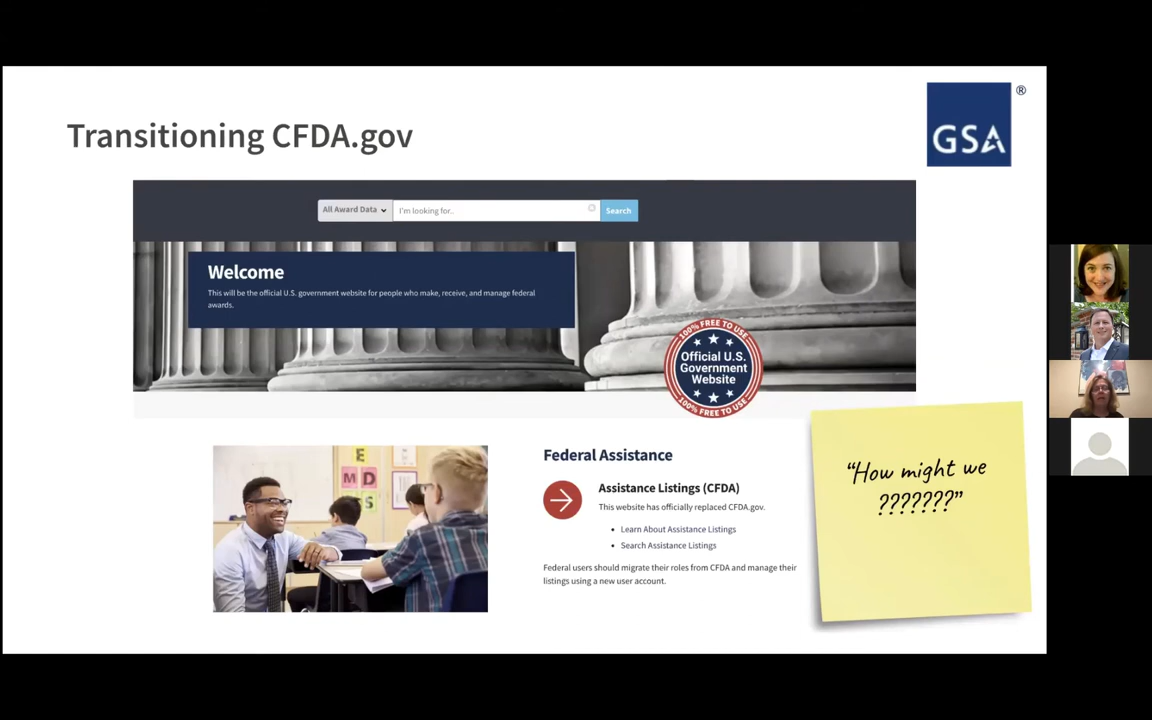 ®
GSA
Transitioning CFDA.gov
All Award Data
I'm looking for..
Search
Welcome
This will be the official U.S. government website for people who make, receive, and manage federal
awards.
100% FREE TO USE
Official U.S.
Government
Website
100% FREE TO USE
E
M D
S
Federal Assistance
Assistance Listings (CFDA)
This website has officially replaced CFDA.gov.
• Learn About Assistance Listings
• Search Assistance Listings
Federal users should migrate their roles from CFDA and manage their
listings using a new user account.
“How might we
???????”